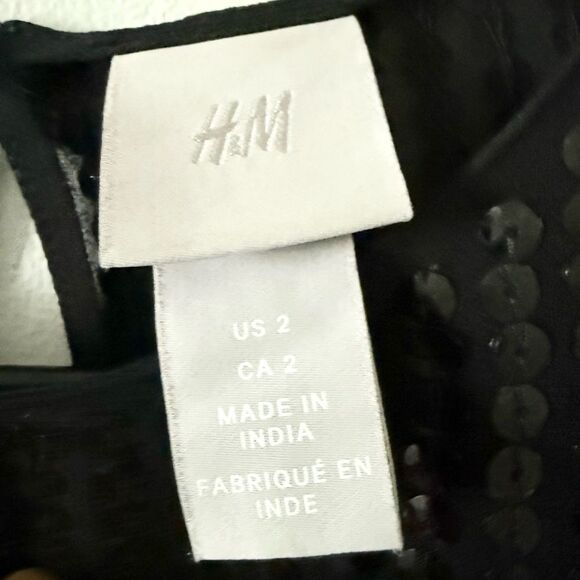 H&M
US 2
CA 2
MADE IN
INDIA
FABRIQUÉ EN
INDE